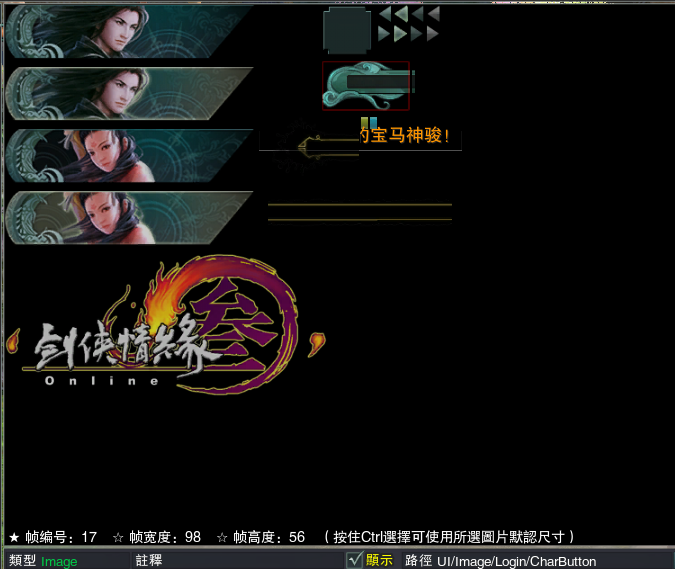 的宝马神骏！
叁
剑侠情缘
Online
★ 帧编号：17 ☆ 帧宽度：98 ☆ 帧高度：56 （按住Ctrl選擇可使用所選圖片默認尺寸）
類型 Image 註釋 顯示 路徑 UI/Image/Login/CharButton